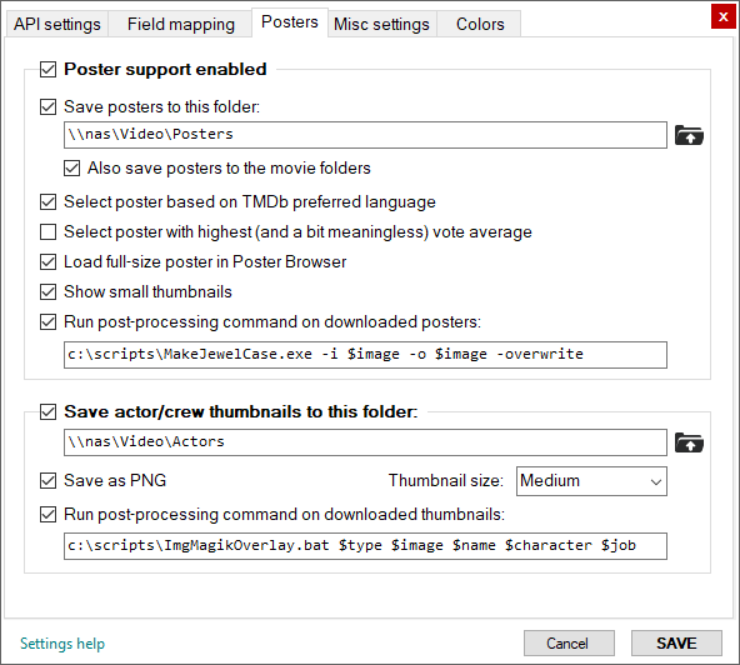 API settings Field mapping Posters Misc settings Colors x
Poster support enabled
Save posters to this folder:
\\nas\Video\Posters
Also save posters to the movie folders
Select poster based on TMDb preferred language
Select poster with highest (and a bit meaningless) vote average
Load full-size poster in Poster Browser
Show small thumbnails
Run post-processing command on downloaded posters:
c:\scripts\MakeJewelCase.exe -i $image -o $image -overwrite
Save actor/crew thumbnails to this folder:
\\nas\Video\Actors
Save as PNG Thumbnail size: Medium
Run post-processing command on downloaded thumbnails:
c:\scripts\ImgMagikOverlay.bat $type $image $name $character $job
Settings help Cancel SAVE